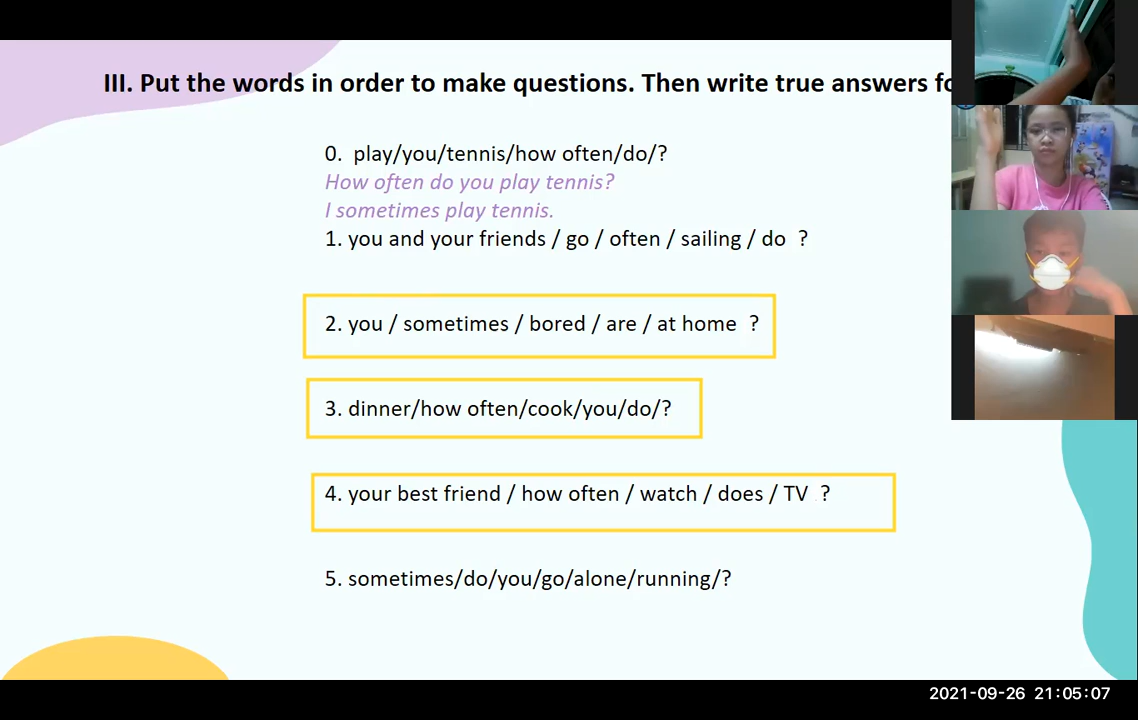 III. Put the words in order to make questions. Then write true answers fo
0. play/you/tennis/how often/do/?
How often do you play tennis?
I sometimes play tennis.
1. you and your friends / go / often / sailing / do ?
2. you / sometimes / bored / are / at home ?
3. dinner/how often/cook/you/do/?
4. your best friend / how often / watch / does / TV ?
5. sometimes/do/you/go/alone/running/?
2021-09-26 21:05:07